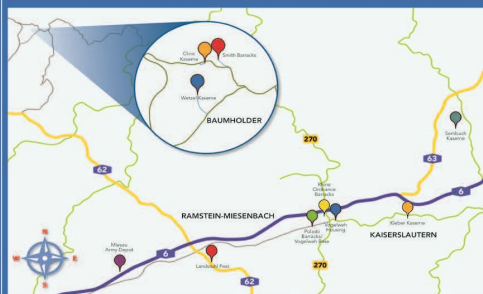 Clinic
Kaserne
Smith Barracks
Wetzel Kaserne
BAUMHOLDER
270
Sembach
Kaserne
62
63
6
Rhine
Ordnance
Barracks
RAMSTEIN-MIESENBACH
Pulaski
Barracks/
Vogelweh Base
Vogelweh
Housing
Kleber Kaserne
KAISERSLAUTERN
N
W
E
S
Miesau
Army Depot
6
Landstuhl Post
270
62